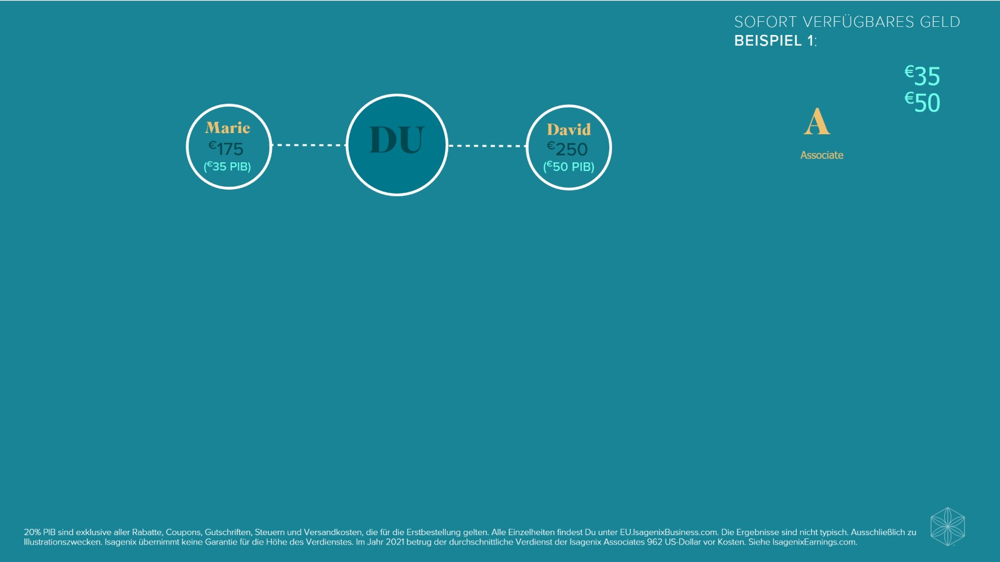 SOFORT VERFÜGBARES GELD
BEISPIEL 1:
€35
€50
A
Associate
Marie
€175
(€35 PIB)
DU
David
€250
(€50 PIB)
20% PIB sind exklusive aller Rabatte, Coupons, Gutschriften, Steuern und Versandkosten, die für die Erstbestellung gelten. Alle Einzelheiten findest Du unter EU.IsagenixBusiness.com. Die Ergebnisse sind nicht typisch. Ausschließlich zu
Illustrationszwecken. Isagenix übernimmt keine Garantie für die Höhe des Verdienstes. Im Jahr 2021 betrug der durchschnittliche Verdienst der Isagenix Associates 962 US-Dollar vor Kosten. Siehe IsagenixEarnings.com.